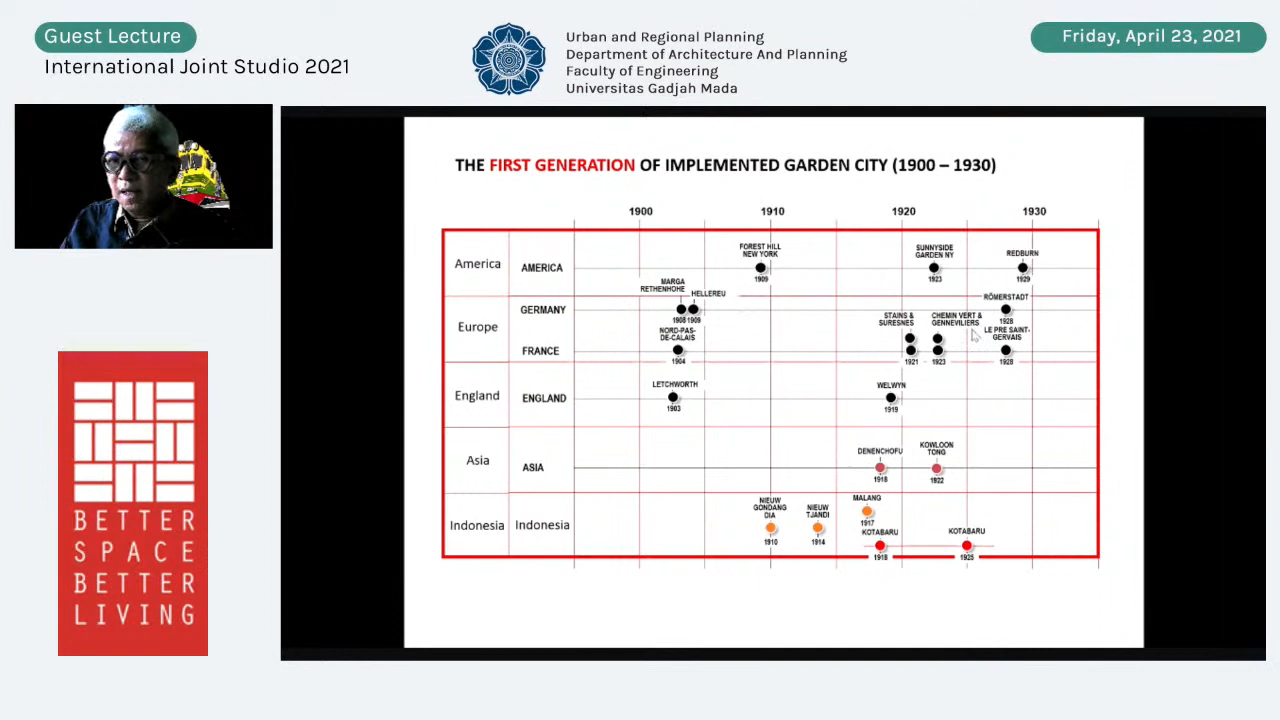 Guest Lecture
International Joint Studio 2021
Urban and Regional Planning
Department of Architecture And Planning
Faculty of Engineering
Universitas Gadjah Mada
Friday, April 23, 2021
THE FIRST GENERATION OF IMPLEMENTED GARDEN CITY (1900 – 1930)
1900
1910
1920
1930
America
AMERICA
FOREST HILL
NEW YORK
1909
SUNNYSIDE
GARDEN NY
1923
REDBURN
1929
Europe
GERMANY
MARGA
RETHENHOHE
1908
HELLEREU
1909
RÖMERSTADT
1928
FRANCE
NORD-PAS-
DE-CALAIS
1904
STAINS &
SURESNES
1921
CHEMIN VERT &
GENNEVILIERS
1923
LE PRE SAINT-
GERVAIS
1928
England
ENGLAND
LETCHWORTH
1903
WELWYN
1919
Asia
ASIA
DENENCHOFU
1918
KOWLOON
TONG
1922
Indonesia
Indonesia
NIEUW
GONDANG
DIA
1910
NIEUW
TJANDI
1914
MALANG
1917
KOTABARU
1918
KOTABARU
1925
BETTER
SPACE
BETTER
LIVING